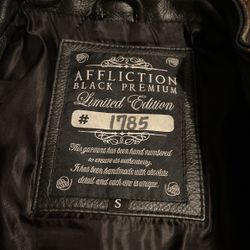 AFFLICTION
BLACK PREMIUM
Limited Edition
# 1785
This garment has been hand numbered
to ensure its authenticity.
It has been handmade with absolute
detail and each one is unique.
S